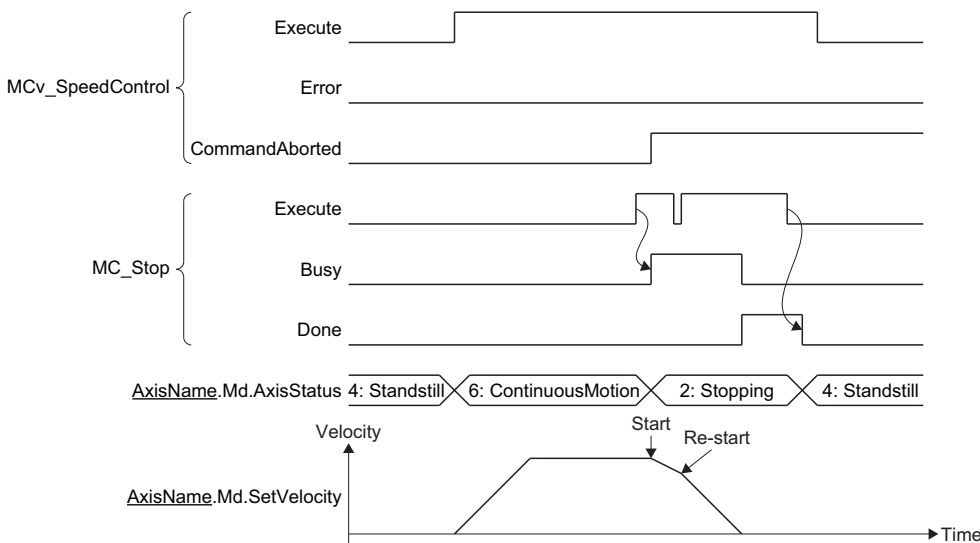 MCv_SpeedControl
Execute
Error
CommandAborted
MC_Stop
Execute
Busy
Done
AxisName.Md.AxisStatus 4: Standstill 6: ContinuousMotion 2: Stopping 4: Standstill
Velocity
Start
Re-start
AxisName.Md.SetVelocity
Time